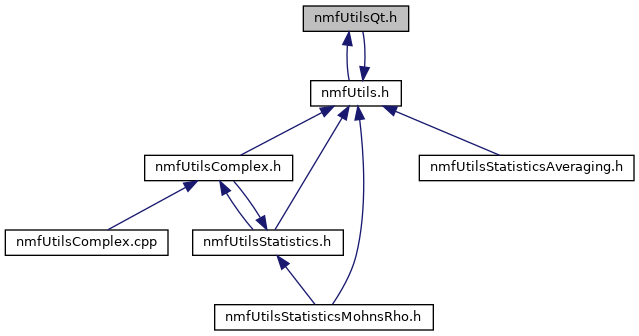 nmfUtilsQt.h
nmfUtils.h
nmfUtilsComplex.h
nmfUtilsStatisticsAveraging.h
nmfUtilsComplex.cpp
nmfUtilsStatistics.h
nmfUtilsStatisticsMohnsRho.h